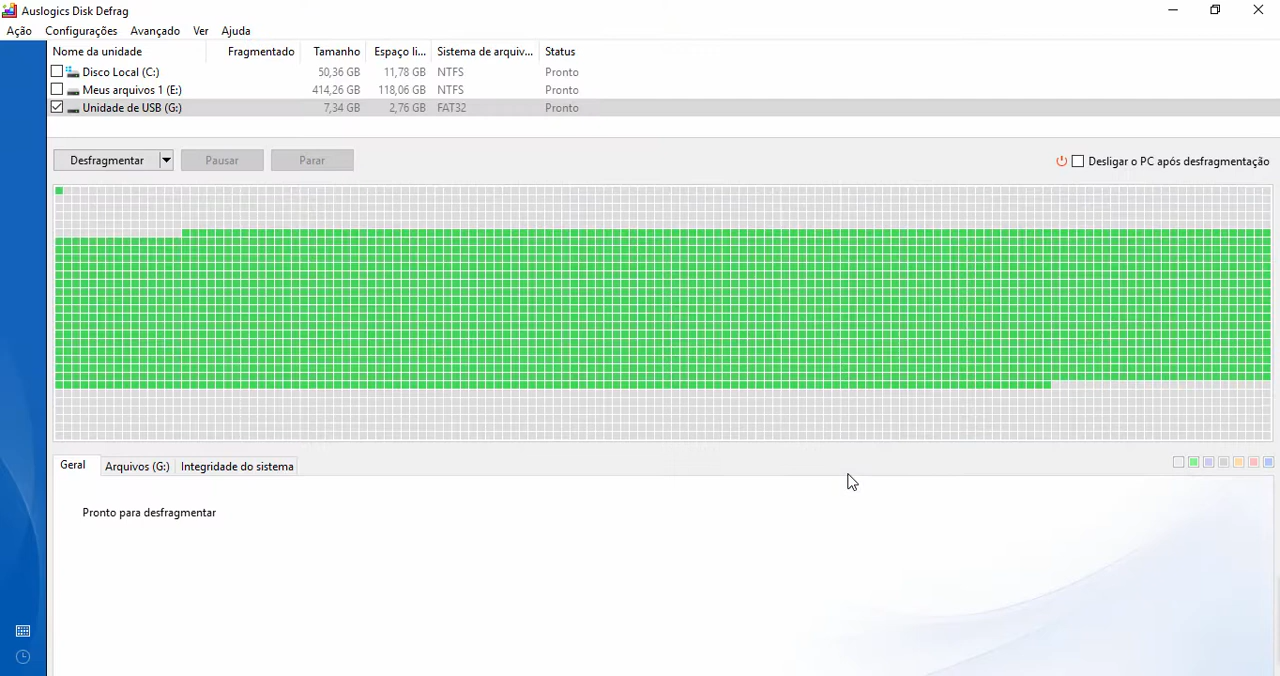 Auslogics Disk Defrag
Ação Configurações Avançado Ver Ajuda
Nome da unidade Fragmentado Tamanho Espaço li... Sistema de arquiv... Status
Disco Local (C:) 50,36 GB 11,78 GB NTFS Pronto
Meus arquivos 1 (E:) 414,26 GB 118,06 GB NTFS Pronto
Unidade de USB (G:) 7,34 GB 2,76 GB FAT32 Pronto
Desfragmentar Pausar Parar Desligar o PC após desfragmentação
Geral Arquivos (G:) Integridade do sistema
Pronto para desfragmentar